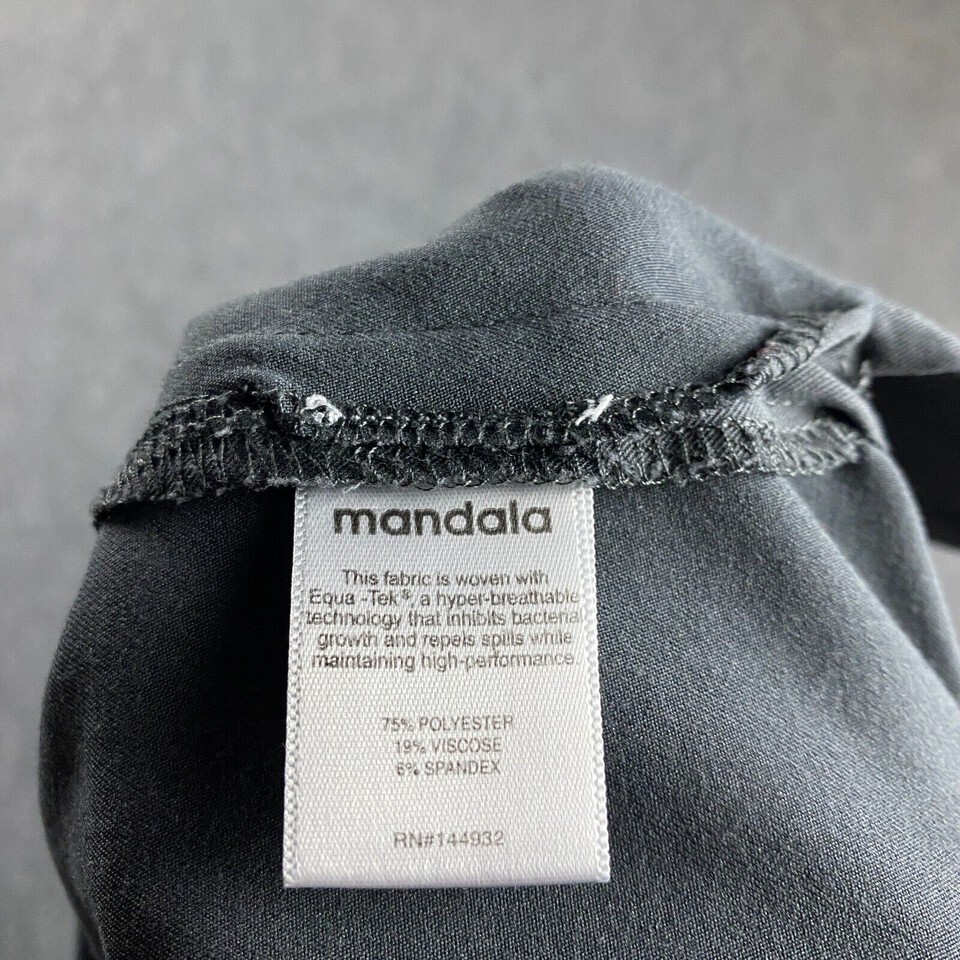 mandala
This fabric is woven with
Equa -Tek® a hyper-breathable
technology that inhibits bacteria
growth and repels spills while
maintaining high-performance
75% POLYESTER
19% VISCOSE
6% SPANDEX
RN#144932